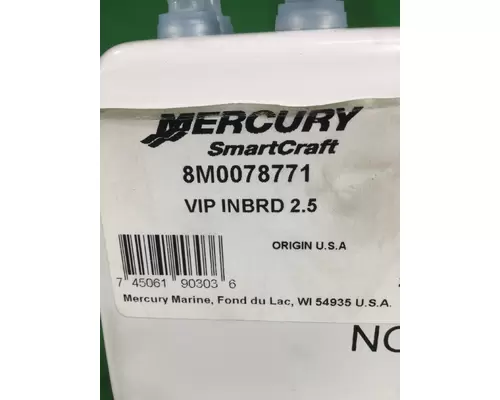 MERCURY
SmartCraft
8M0078771
VIP INBRD 2.5
ORIGIN U.S.A
7 45061 90303 6
Mercury Marine, Fond du Lac, WI 54935 U.S.A.
NO